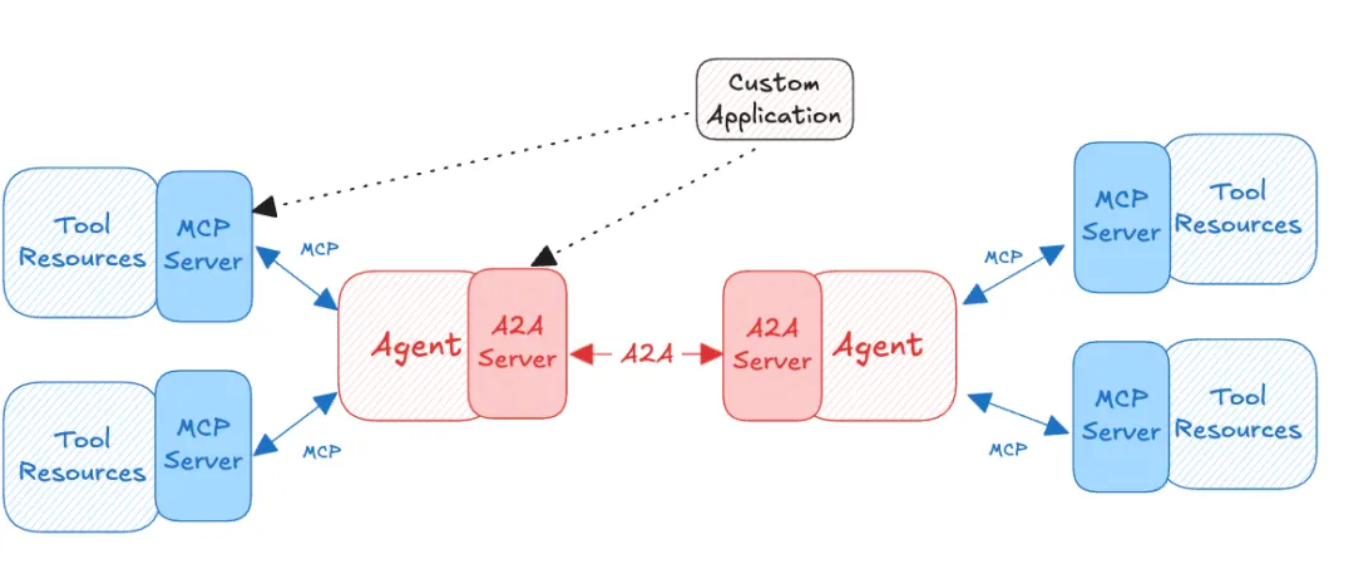 Custom
Application
Tool
Resources
MCP
Server
MCP
Agent
A2A
Server
A2A
A2A
Server
Agent
MCP
MCP
Server
Tool
Resources
Tool
Resources
MCP
Server
MCP
MCP
MCP
Server
Tool
Resources